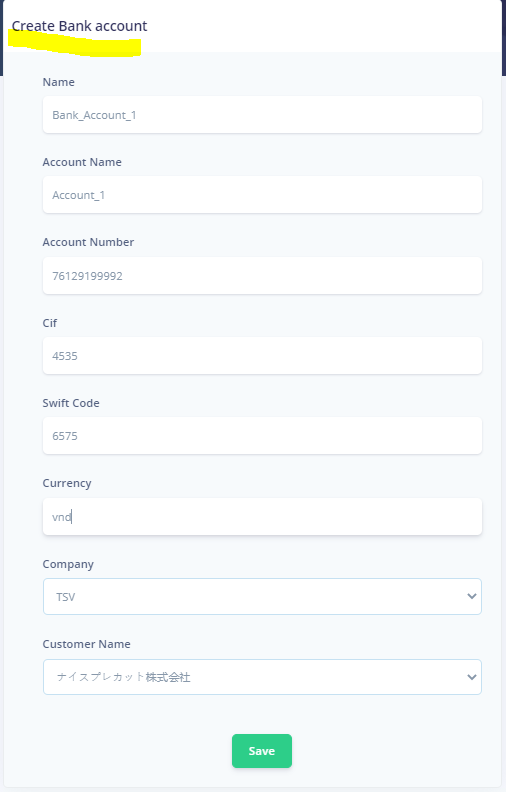 Create Bank account
Name
Bank_Account_1
Account Name
Account_1
Account Number
76129199992
Cif
4535
Swift Code
6575
Currency
vnd
Company
TSV
Customer Name
ナイスプレカット株式会社
Save